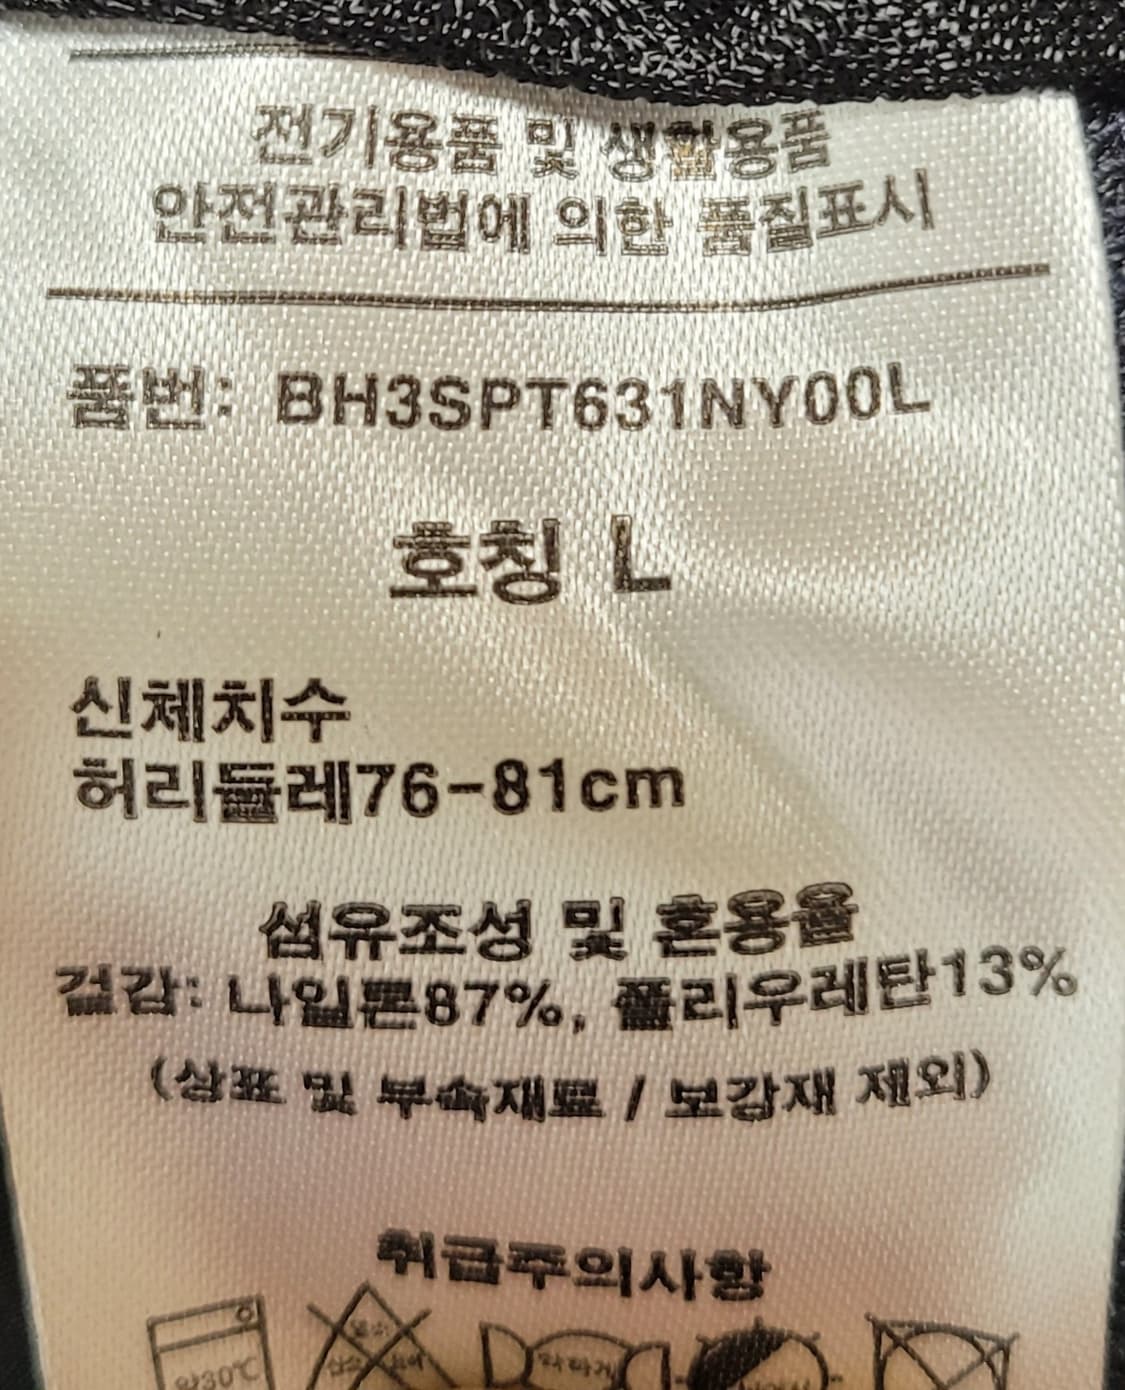 전기용품 및 생활용품
안전관리법에 의한 품질표시
품번: BH3SPT631NY00L
호칭 L
신체치수
허리둘레76-81cm
섬유조성 및 혼용율
겉감: 나일론87%, 폴리우레탄13%
(상표 및 부속재료 / 보강재 제외)
취급주의사항
약30℃